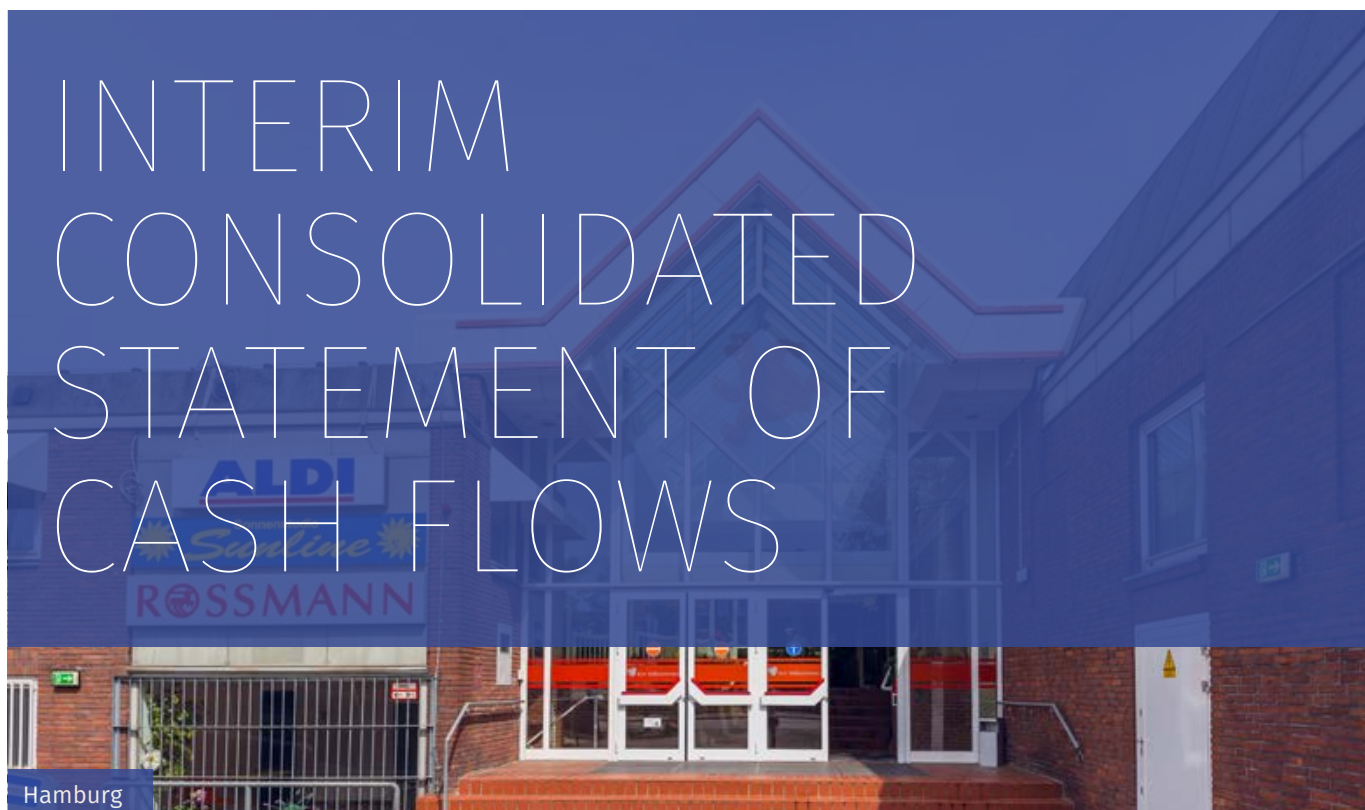 INTERIM
CONSOLIDATED
STATEMENT OF
CASH FLOWS
ALDI
Sunline
ROSSMANN
Hamburg